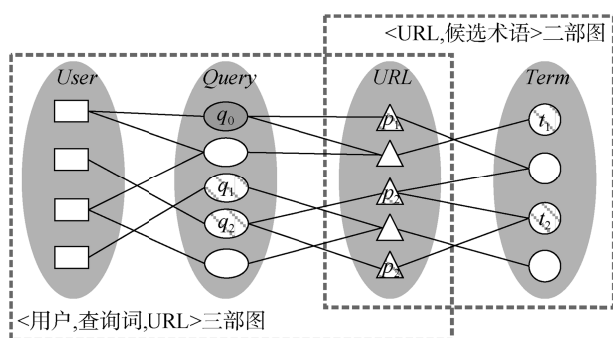 <URL,候选术语>二部图
User Query URL Term
q₀ p₁ t₁
q₁ p₂
q₂ t₂
<用户,查询词,URL>三部图